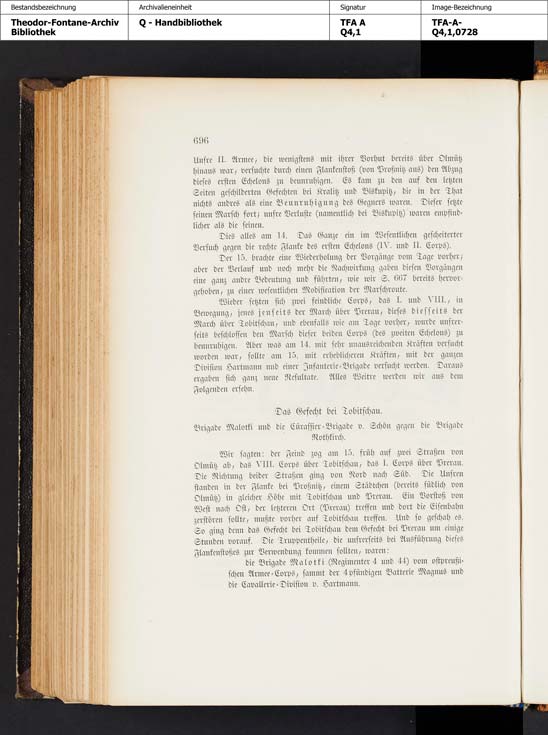 Bestandsbezeichnung
Archivalieneinheit
Signatur
Image-Bezeichnung
Theodor-Fontane-Archiv
Bibliothek
Q - Handbibliothek
TFA A
Q4,1
TFA-A-
Q4,1,0728
696
Unsre II. Armee, die wenigstens mit ihrer Vorhut bereits über Olmütz
hinaus war, versuchte durch einen Flankenstoß (von Proßnitz aus) den Abzug
dieses ersten Echelons zu beunruhigen. Es kam zu den auf den letzten
Seiten geschilderten Gefechten bei Kralitz und Biskupitz, die in der That
nichts andres als eine Beunruhigung des Gegners waren. Dieser setzte
seinen Marsch fort; unsre Verluste (namentlich bei Biskupitz) waren empfind-
licher als die seinen.
Dies alles am 14. Das Ganze ein im Wesentlichen gescheiterter
Versuch gegen die rechte Flanke des ersten Echelons (IV. und II. Corps).
Der 15. brachte eine Wiederholung der Vorgänge vom Tage vorher;
aber der Verlauf und noch mehr die Nachwirkung gaben diesen Vorgängen
eine ganz andre Bedeutung und führten, wie wir S. 667 bereits hervor-
gehoben, zu einer wesentlichen Modification der Marschroute.
Wieder setzten sich zwei feindliche Corps, das I. und VIII., in
Bewegung, jenes jenseits der March über Prerau, dieses diesseits der
March über Tobitschau, und ebenfalls wie am Tage vorher, wurde unsrer-
seits beschlossen den Marsch dieser beiden Corps (des zweiten Echelons) zu
beunruhigen. Aber was am 14. mit sehr unausreichenden Kräften versucht
worden war, sollte am 15. mit erheblicheren Kräften, mit der ganzen
Division Hartmann und einer Infanterie-Brigade versucht werden. Daraus
ergaben sich ganz neue Resultate. Alles Weitre werden wir aus dem
Folgenden ersehn.
Das Gefecht bei Tobitschau.
Brigade Malotki und die Cürassier-Brigade v. Schön gegen die Brigade
Rothkirch.
Wir sagten: der Feind zog am 15. früh auf zwei Straßen von
Olmütz ab, das VIII. Corps über Tobitschau, das I. Corps über Prerau.
Die Richtung beider Straßen ging von Nord nach Süd. Die Unsren
standen in der Flanke bei Proßnitz, einem Städtchen (bereits südlich von
Olmütz) in gleicher Höhe mit Tobitschau und Prerau. Ein Vorstoß von
West nach Ost, der letzteren Ort (Prerau) treffen und dort die Eisenbahn
zerstören sollte, mußte vorher auf Tobitschau treffen. Und so geschah es.
So ging denn das Gefecht bei Tobitschau dem Gefecht bei Prerau um einige
Stunden vorauf. Die Truppentheile, die unsrerseits bei Ausführung dieses
Flankenstoßes zur Verwendung kommen sollten, waren:
die Brigade Malotki (Regimenter 4 und 44) vom ostpreußi-
schen Armee-Corps, sammt der 4pfündigen Batterie Magnus und
die Cavallerie-Division v. Hartmann.